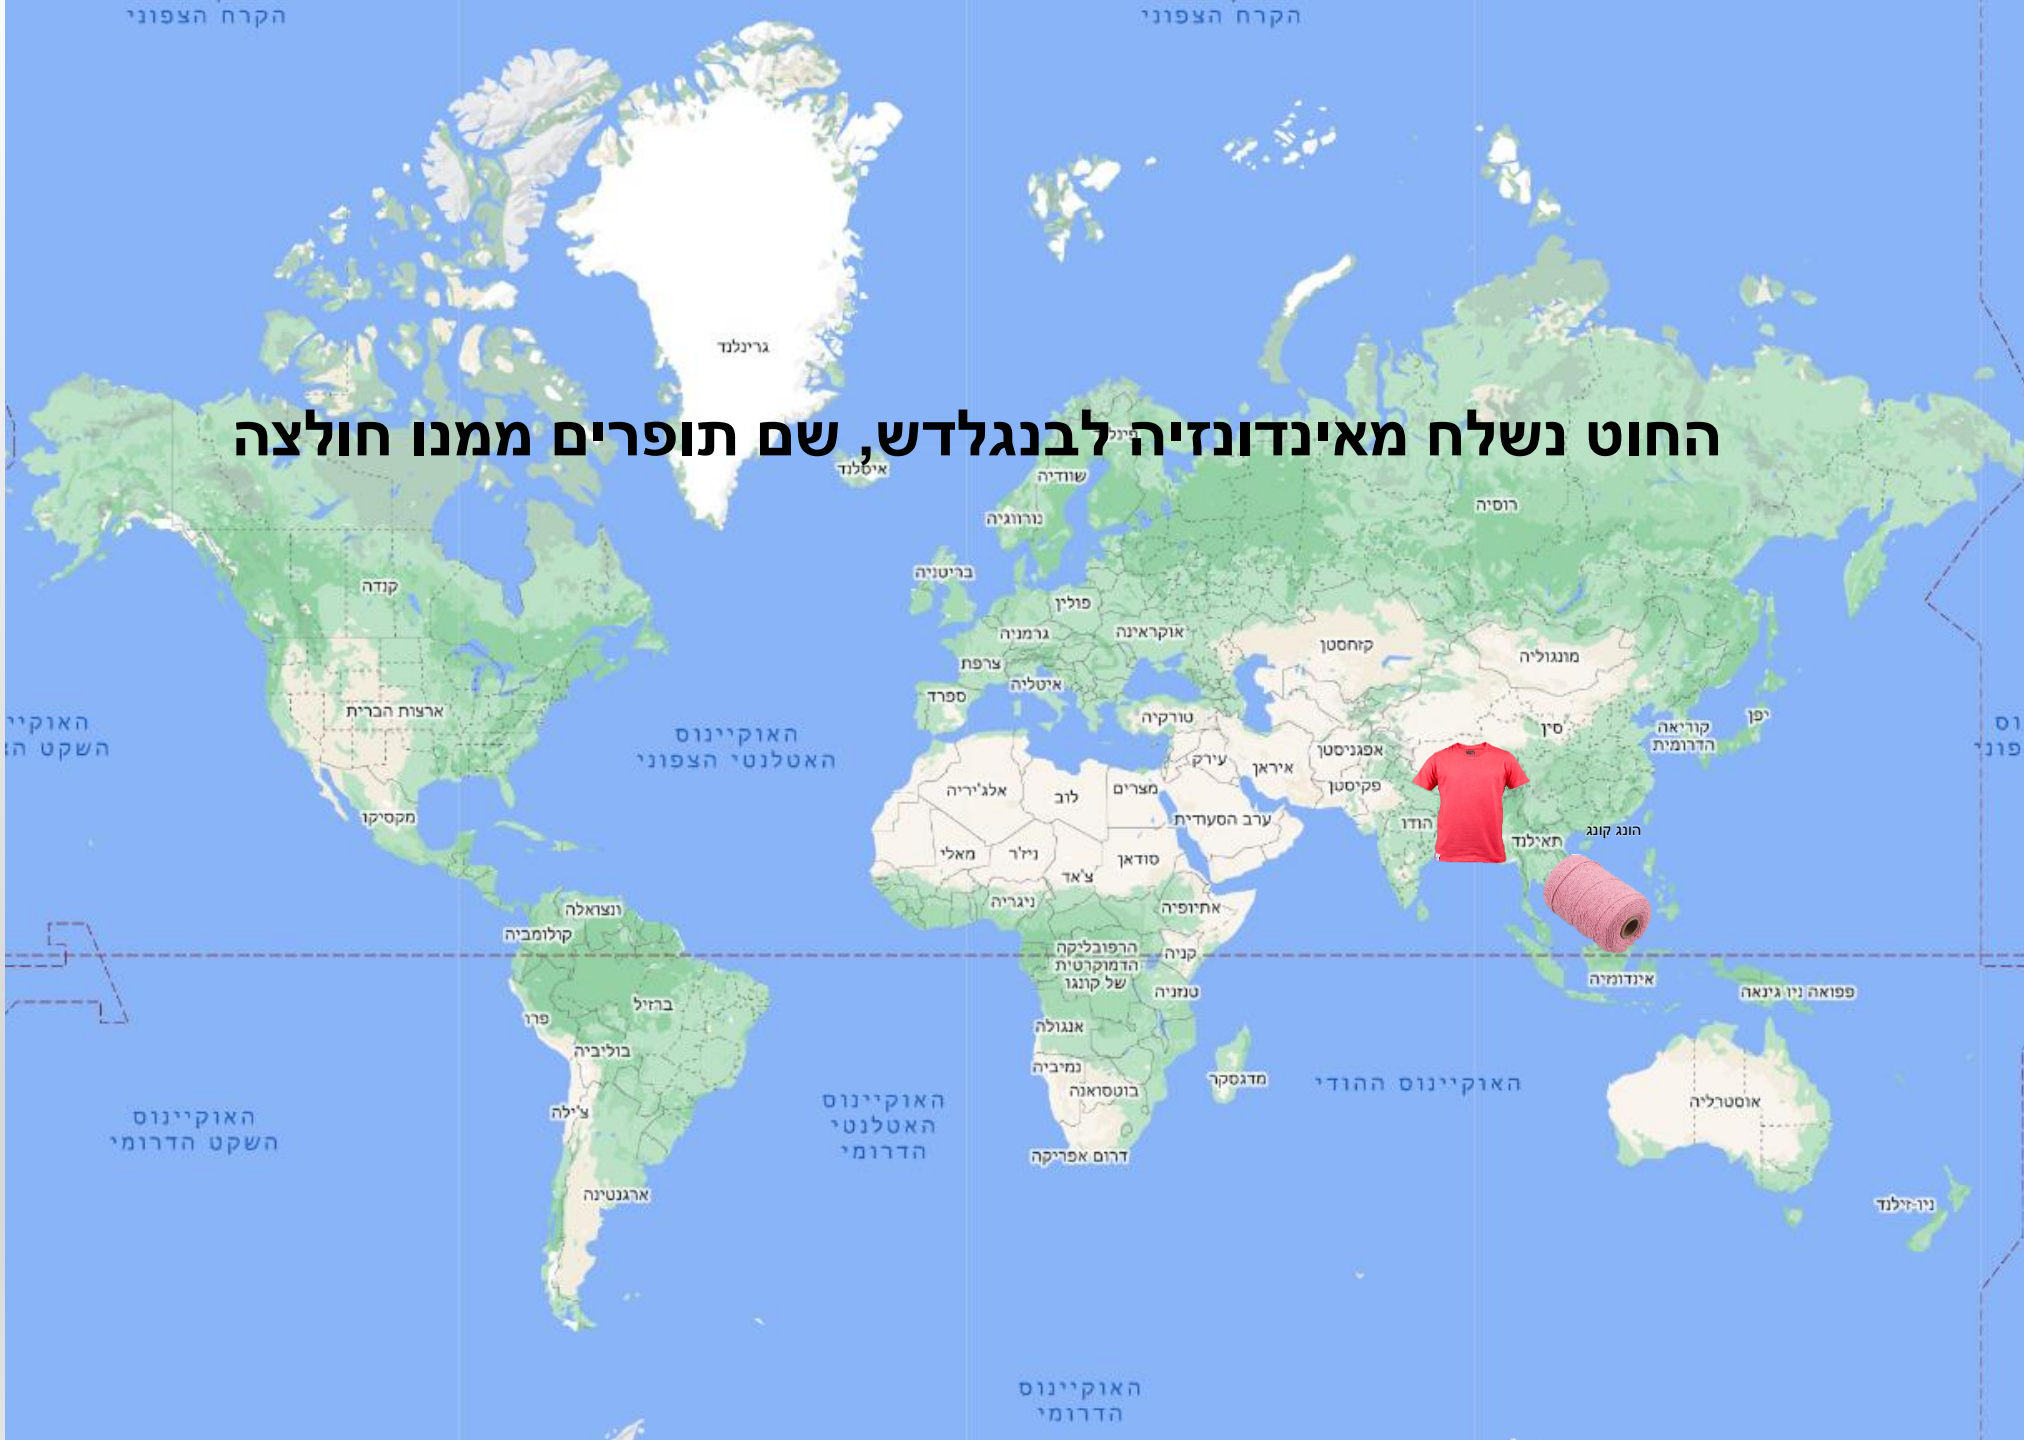 הקרח הצפוני
הקרח הצפוני
גרינלנד
החוט נשלח מאינדונזיה לבנגלדש, שם תופרים ממנו חולצה
איסלנד
שוודיה
רוסיה
נורווגיה
בריטניה
קנדה
פולין
גרמניה
אוקראינה
קזחסטן
מונגוליה
צרפת
איטליה
ספרד
ארצות הברית
טורקיה
סין
קוריאה
הדרומית
יפן
האוקיינוס
האטלנטי הצפוני
אפגניסטן
עירק
איראן
פקיסטן
מצרים
לוב
אלג'יריה
ערב הסעודית
הודו
מקסיקו
הונג קונג
תאילנד
מאלי
ניז'ר
סודאן
צ'אד
ניגריה
אתיופיה
ונצואלה
קולומביה
הרפובליקה
הדמוקרטית
של קונגו
קניה
טנזניה
אינדונזיה
פפואה ניו גינאה
ברזיל
פרו
אנגולה
בוליביה
נמיביה
בוטסואנה
מדגסקר
האוקיינוס ההודי
אוסטרליה
צ'ילה
האוקיינוס
השקט הדרומי
האוקיינוס
האטלנטי
הדרומי
דרום אפריקה
ארגנטינה
ניו-זילנד
האוקיינוס
הדרומי